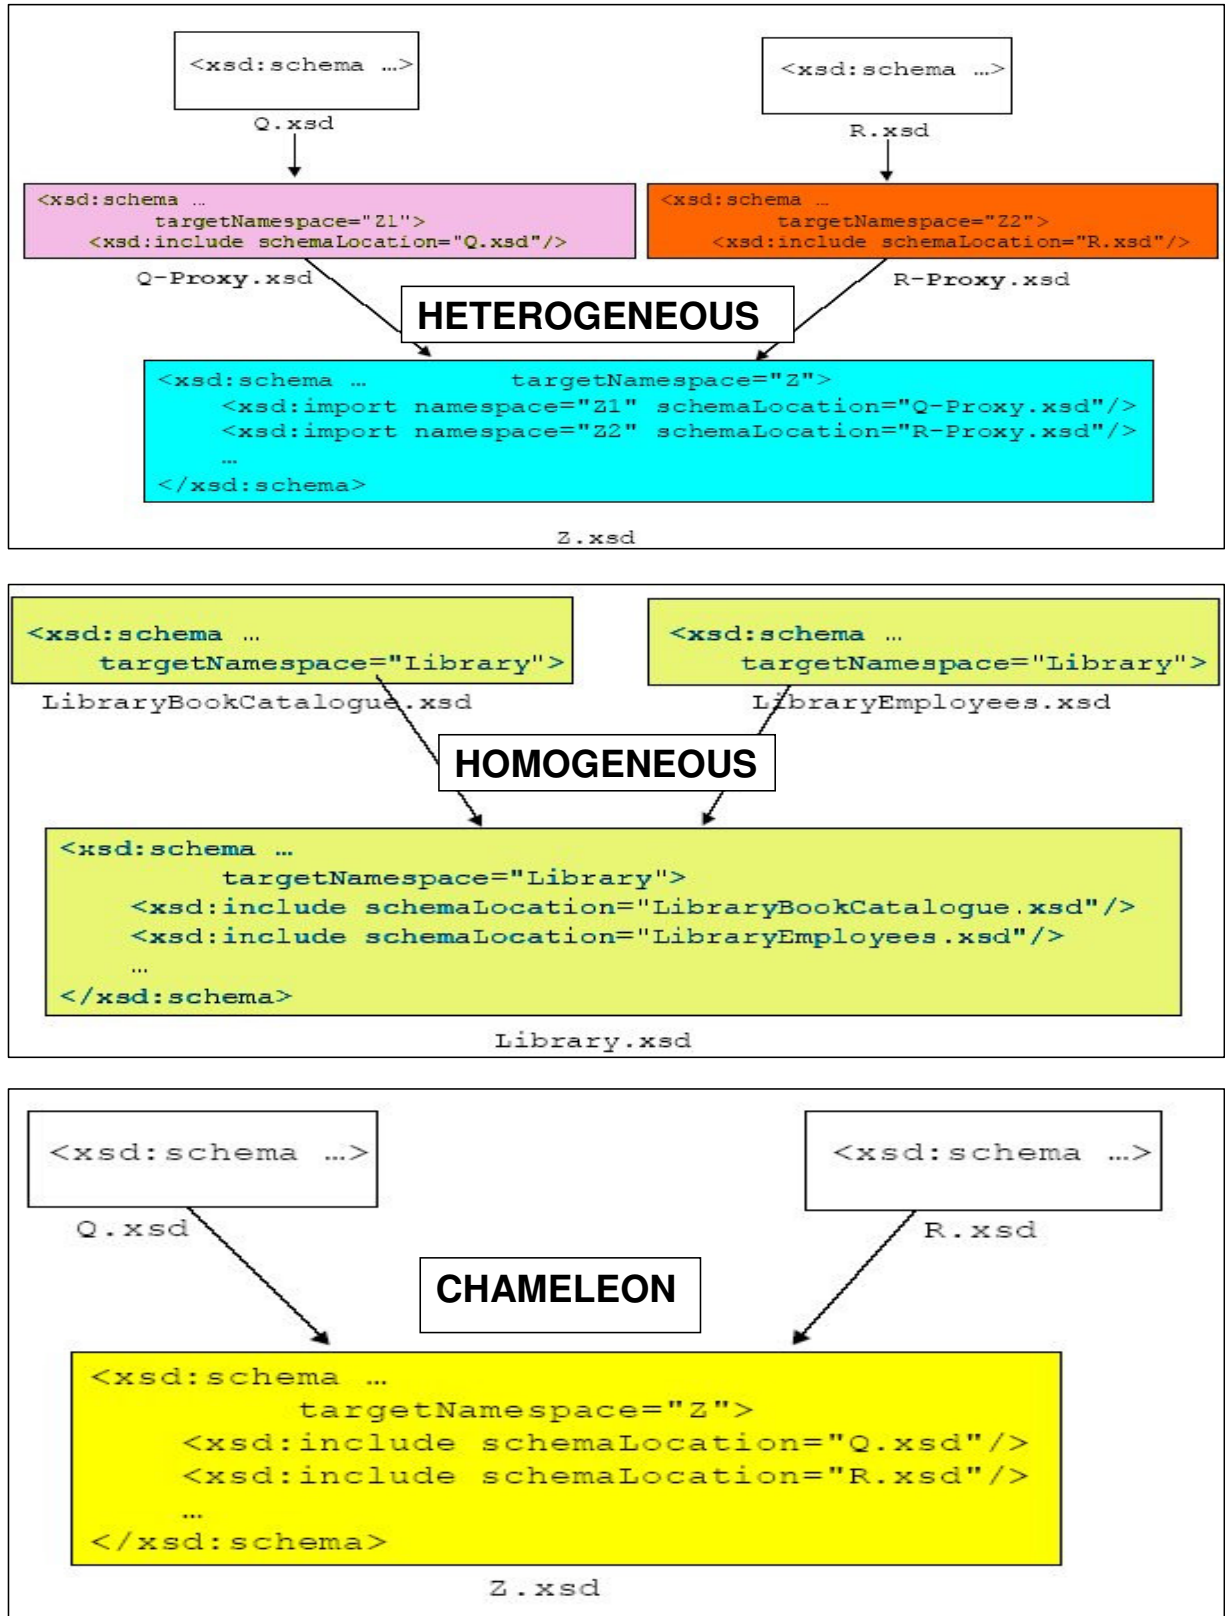 <xsd:schema …>
Q.xsd
<xsd:schema …>
R.xsd
<xsd:schema …
targetNamespace="Z1">
<xsd:include schemaLocation="Q.xsd"/>
Q-Proxy.xsd
<xsd:schema …
targetNamespace="Z2">
<xsd:include schemaLocation="R.xsd"/>
R-Proxy.xsd
HETEROGENEOUS
<xsd:schema … targetNamespace="Z">
<xsd:import namespace="Z1" schemaLocation="Q-Proxy.xsd"/>
<xsd:import namespace="Z2" schemaLocation="R-Proxy.xsd"/>
…
</xsd:schema>
Z.xsd
<xsd:schema …
targetNamespace="Library">
LibraryBookCatalogue.xsd
<xsd:schema …
targetNamespace="Library">
LibraryEmployees.xsd
HOMOGENEOUS
<xsd:schema …
targetNamespace="Library">
<xsd:include schemaLocation="LibraryBookCatalogue.xsd"/>
<xsd:include schemaLocation="LibraryEmployees.xsd"/>
…
</xsd:schema>
Library.xsd
<xsd:schema …>
Q.xsd
<xsd:schema …>
R.xsd
CHAMELEON
<xsd:schema …
targetNamespace="Z">
<xsd:include schemaLocation="Q.xsd"/>
<xsd:include schemaLocation="R.xsd"/>
…
</xsd:schema>
Z.xsd